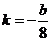 k = -b/8